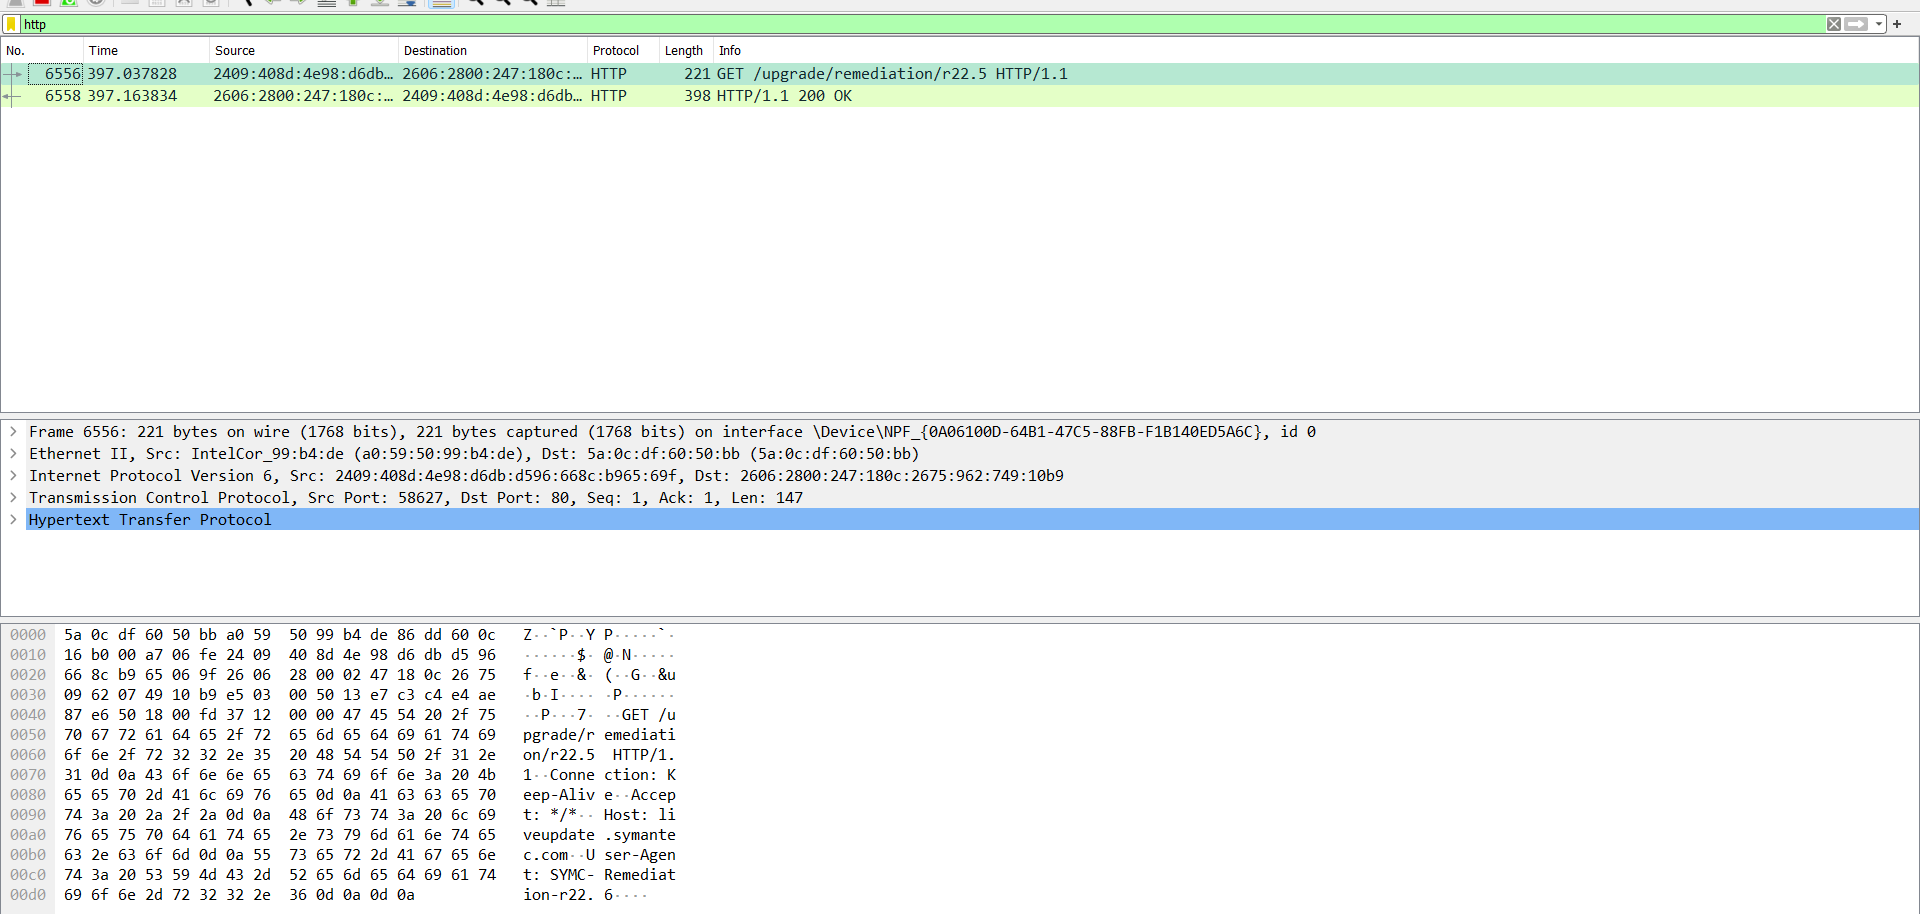 http
No. Time Source Destination Protocol Length Info
6556 397.037828 2409:408d:4e98:d6db… 2606:2800:247:180c:… HTTP 221 GET /upgrade/remediation/r22.5 HTTP/1.1
6558 397.163834 2606:2800:247:180c:… 2409:408d:4e98:d6db… HTTP 398 HTTP/1.1 200 OK
Frame 6556: 221 bytes on wire (1768 bits), 221 bytes captured (1768 bits) on interface \Device\NPF_{0A06100D-64B1-47C5-88FB-F1B140ED5A6C}, id 0
Ethernet II, Src: IntelCor_99:b4:de (a0:59:50:99:b4:de), Dst: 5a:0c:df:60:50:bb (5a:0c:df:60:50:bb)
Internet Protocol Version 6, Src: 2409:408d:4e98:d6db:d596:668c:b965:69f, Dst: 2606:2800:247:180c:2675:962:749:10b9
Transmission Control Protocol, Src Port: 58627, Dst Port: 80, Seq: 1, Ack: 1, Len: 147
Hypertext Transfer Protocol
0000 5a 0c df 60 50 bb a0 59 50 99 b4 de 86 dd 60 0c Z··`P··Y P·····`·
0010 16 b0 00 a7 06 fe 24 09 40 8d 4e 98 d6 db d5 96 ······$· @·N·····
0020 66 8c b9 65 06 9f 26 06 28 00 02 47 18 0c 26 75 f··e··&· (··G··&u
0030 09 62 07 49 10 b9 e5 03 00 50 13 e7 c3 c4 e4 ae ·b·I···· ·P······
0040 87 e6 50 18 00 fd 37 12 00 00 47 45 54 20 2f 75 ··P···7· ··GET /u
0050 70 67 72 61 64 65 2f 72 65 6d 65 64 69 61 74 69 pgrade/r emediati
0060 6f 6e 2f 72 32 32 2e 35 20 48 54 54 50 2f 31 2e on/r22.5  HTTP/1.
0070 31 0d 0a 43 6f 6e 6e 65 63 74 69 6f 6e 3a 20 4b 1··Conne ction: K
0080 65 65 70 2d 41 6c 69 76 65 0d 0a 41 63 63 65 70 eep-Aliv e··Accep
0090 74 3a 20 2a 2f 2a 0d 0a 48 6f 73 74 3a 20 6c 69 t: */*·· Host: li
00a0 76 65 75 70 64 61 74 65 2e 73 79 6d 61 6e 74 65 veupdate .symante
00b0 63 2e 63 6f 6d 0d 0a 55 73 65 72 2d 41 67 65 6e c.com··U ser-Agen
00c0 74 3a 20 53 59 4d 43 2d 52 65 6d 65 64 69 61 74 t: SYMC- Remediat
00d0 69 6f 6e 2d 72 32 32 2e 36 0d 0a 0d 0a ion-r22. 6····